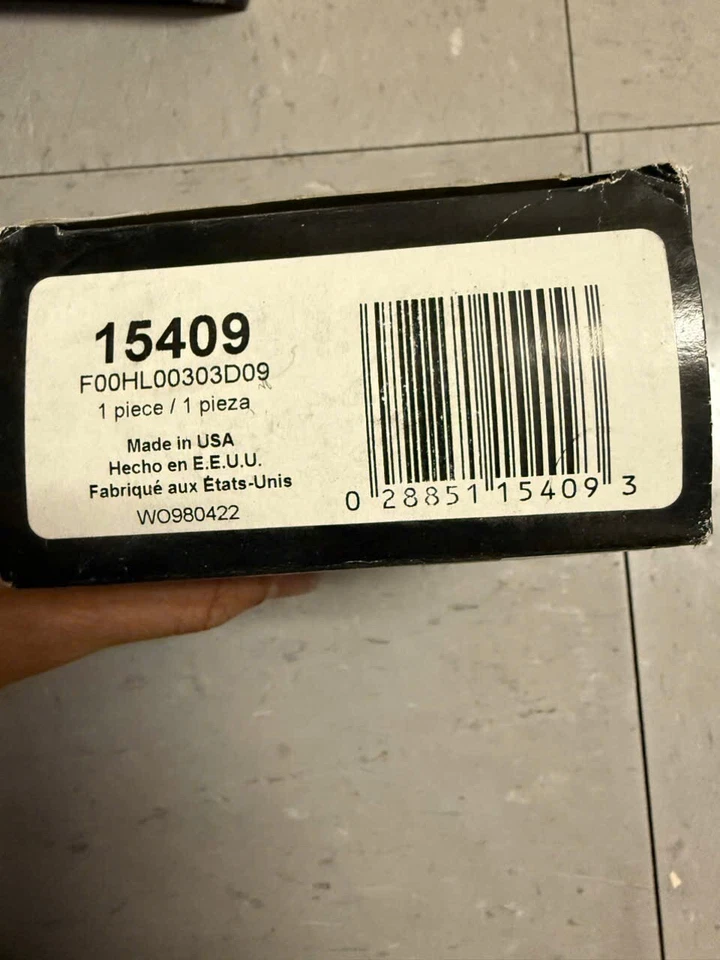 15409
F00HL00303D09
1 piece / 1 pieza
Made in USA
Hecho en E.E.U.U.
Fabriqué aux États-Unis
WO980422
0 28851 15409 3